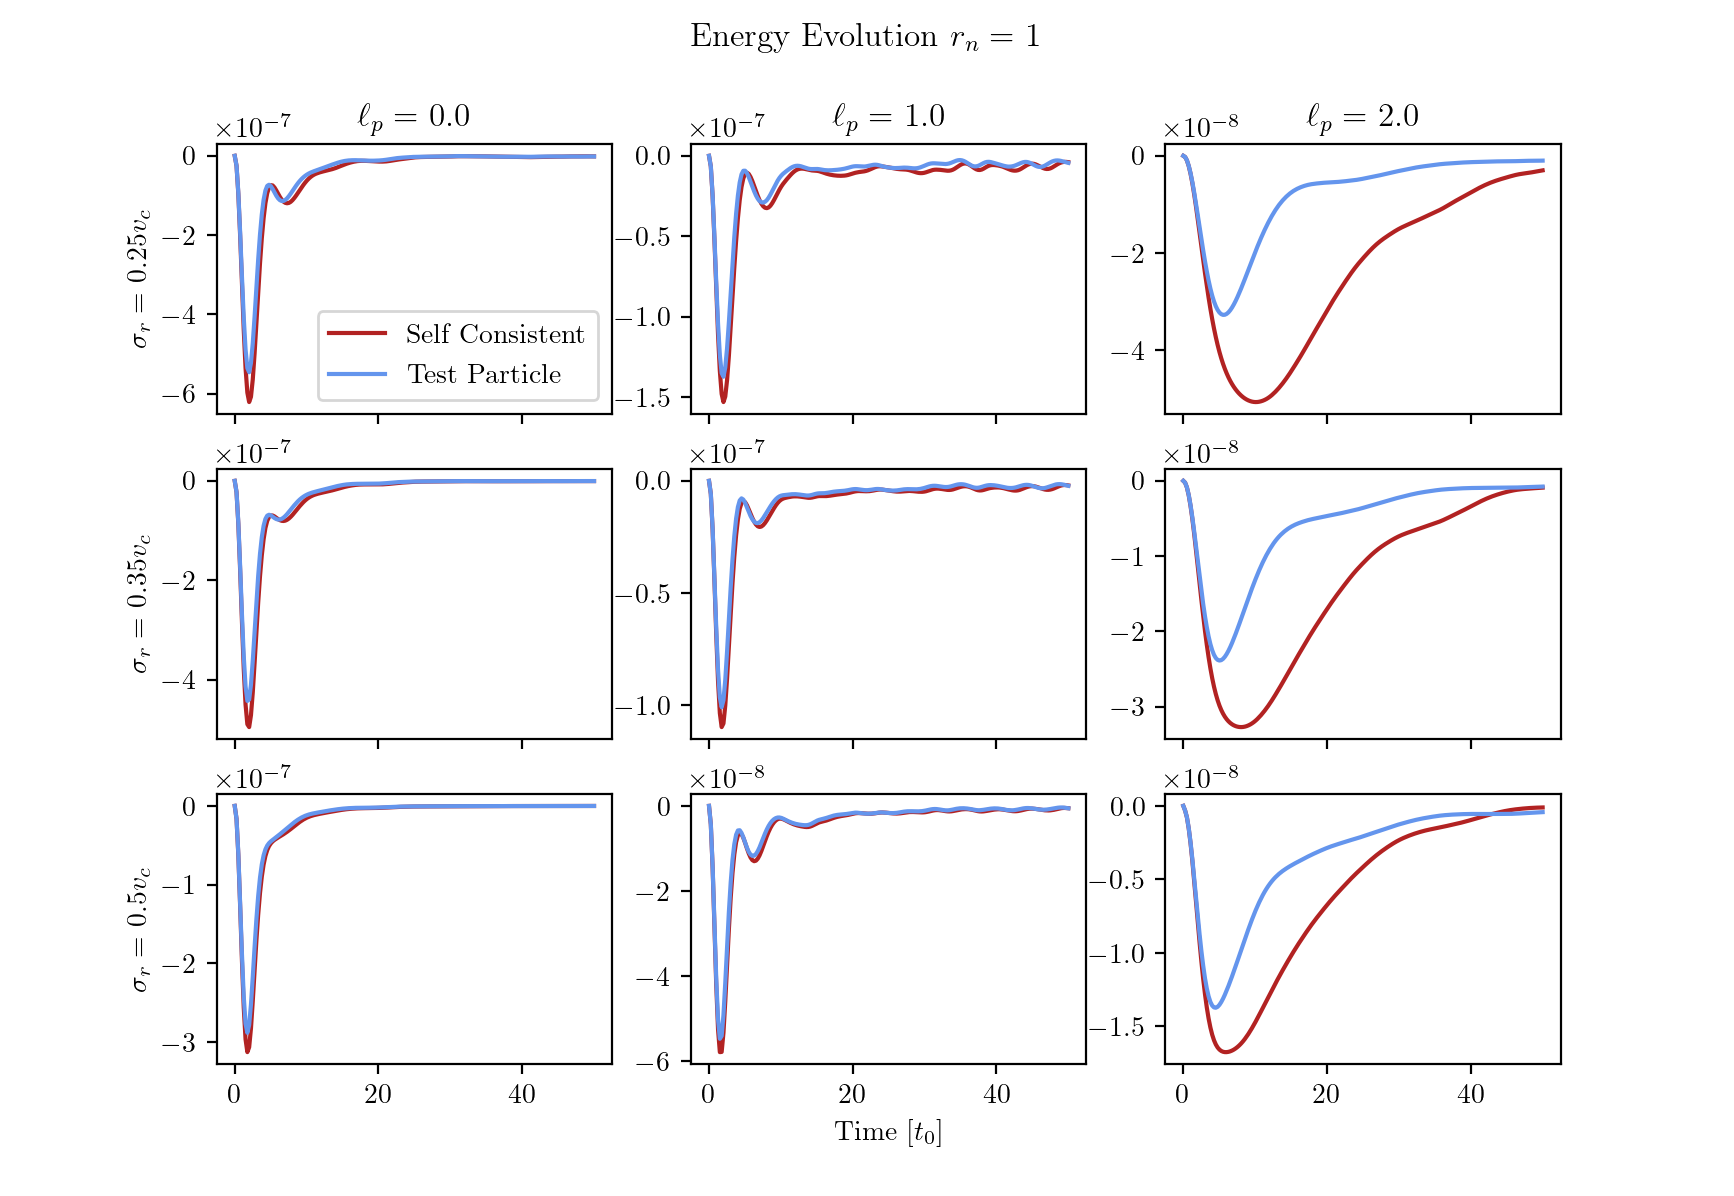 Energy Evolution $r_n = 1$
$\ell_p = 0.0$ $\ell_p = 1.0$ $\ell_p = 2.0$
×10⁻⁷ ×10⁻⁷ ×10⁻⁸
σᵣ = 0.25v_c
0
−2
−4
−6
Self Consistent
Test Particle
0.0
−0.5
−1.0
−1.5
0
−2
−4
×10⁻⁷ ×10⁻⁷ ×10⁻⁸
σᵣ = 0.35v_c
0
−2
−4
0.0
−0.5
−1.0
0
−1
−2
−3
×10⁻⁷ ×10⁻⁸ ×10⁻⁸
σᵣ = 0.5v_c
0
−1
−2
−3
0
−2
−4
−6
0.0
−0.5
−1.0
−1.5
0 20 40 0 20 40 0 20 40
Time [t₀]